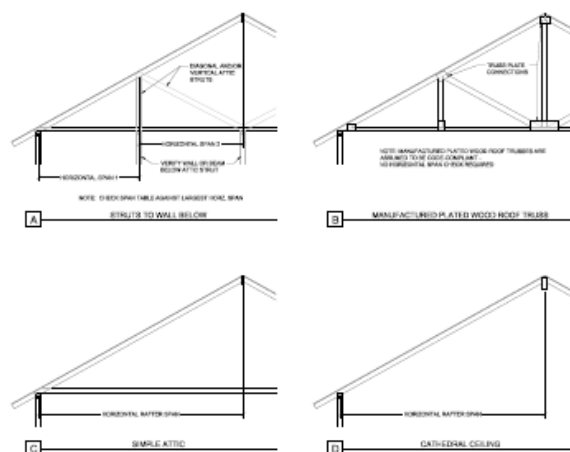 DIAGONAL AND/OR
VERTICAL ATTIC
STRUTS
HORIZONTAL SPAN 2
VERIFY WALL OR BEAM
BELOW ATTIC STRUT
HORIZONTAL SPAN 1
NOTE: CHECK SPAN TABLE AGAINST LARGEST HORIZ. SPAN
A
STRUTS TO WALL BELOW
TRUSS PLATE
CONNECTIONS
NOTE: MANUFACTURED PLATED WOOD ROOF TRUSSES ARE
ASSUMED TO BE CODE-COMPLIANT -
NO HORIZONTAL SPAN CHECK REQUIRED
B
MANUFACTURED PLATED WOOD ROOF TRUSS
HORIZONTAL RAFTER SPAN
C
SIMPLE ATTIC
HORIZONTAL RAFTER SPAN
D
CATHEDRAL CEILING